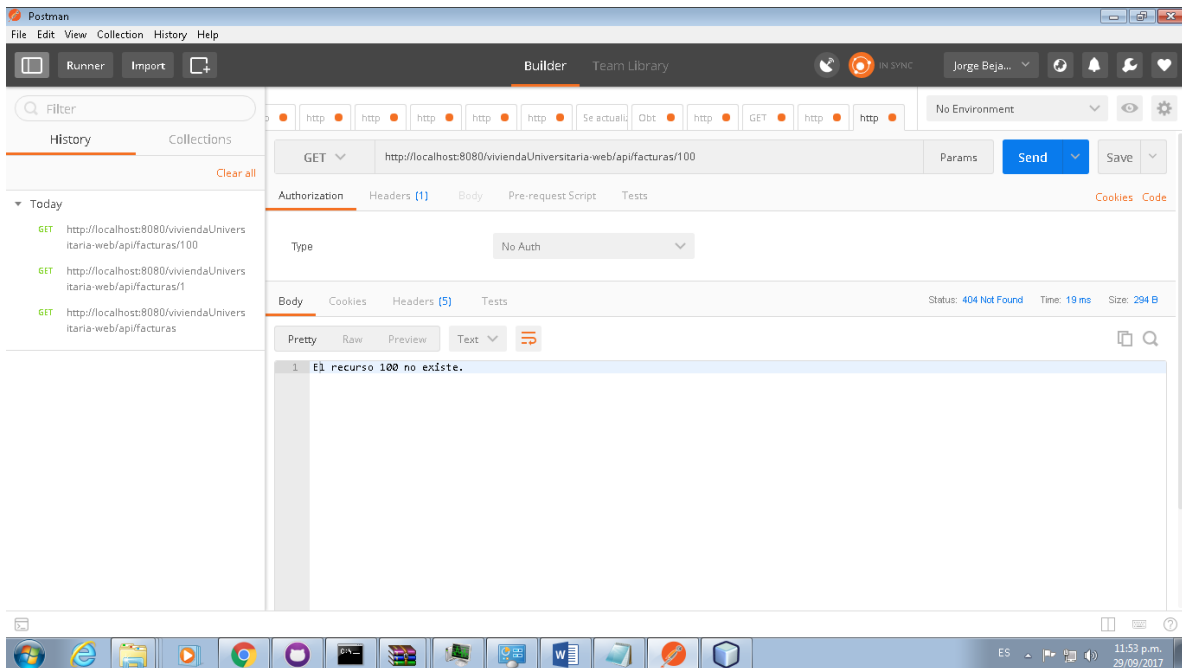 Postman
File Edit View Collection History Help
Runner Import Builder Team Library IN SYNC Jorge Beja...
Filter
History Collections
Clear all
Today
GET http://localhost:8080/viviendaUnivers
itaria-web/api/facturas/100
GET http://localhost:8080/viviendaUnivers
itaria-web/api/facturas/1
GET http://localhost:8080/viviendaUnivers
itaria-web/api/facturas
http http http http http Se actualiz Obt http GET http http
No Environment
GET http://localhost:8080/viviendaUniversitaria-web/api/facturas/100 Params Send Save
Authorization Headers (1) Body Pre-request Script Tests Cookies Code
Type No Auth
Body Cookies Headers (5) Tests Status: 404 Not Found Time: 19 ms Size: 294 B
Pretty Raw Preview Text
1 El recurso 100 no existe.
ES 11:53 p.m.
29/09/2017